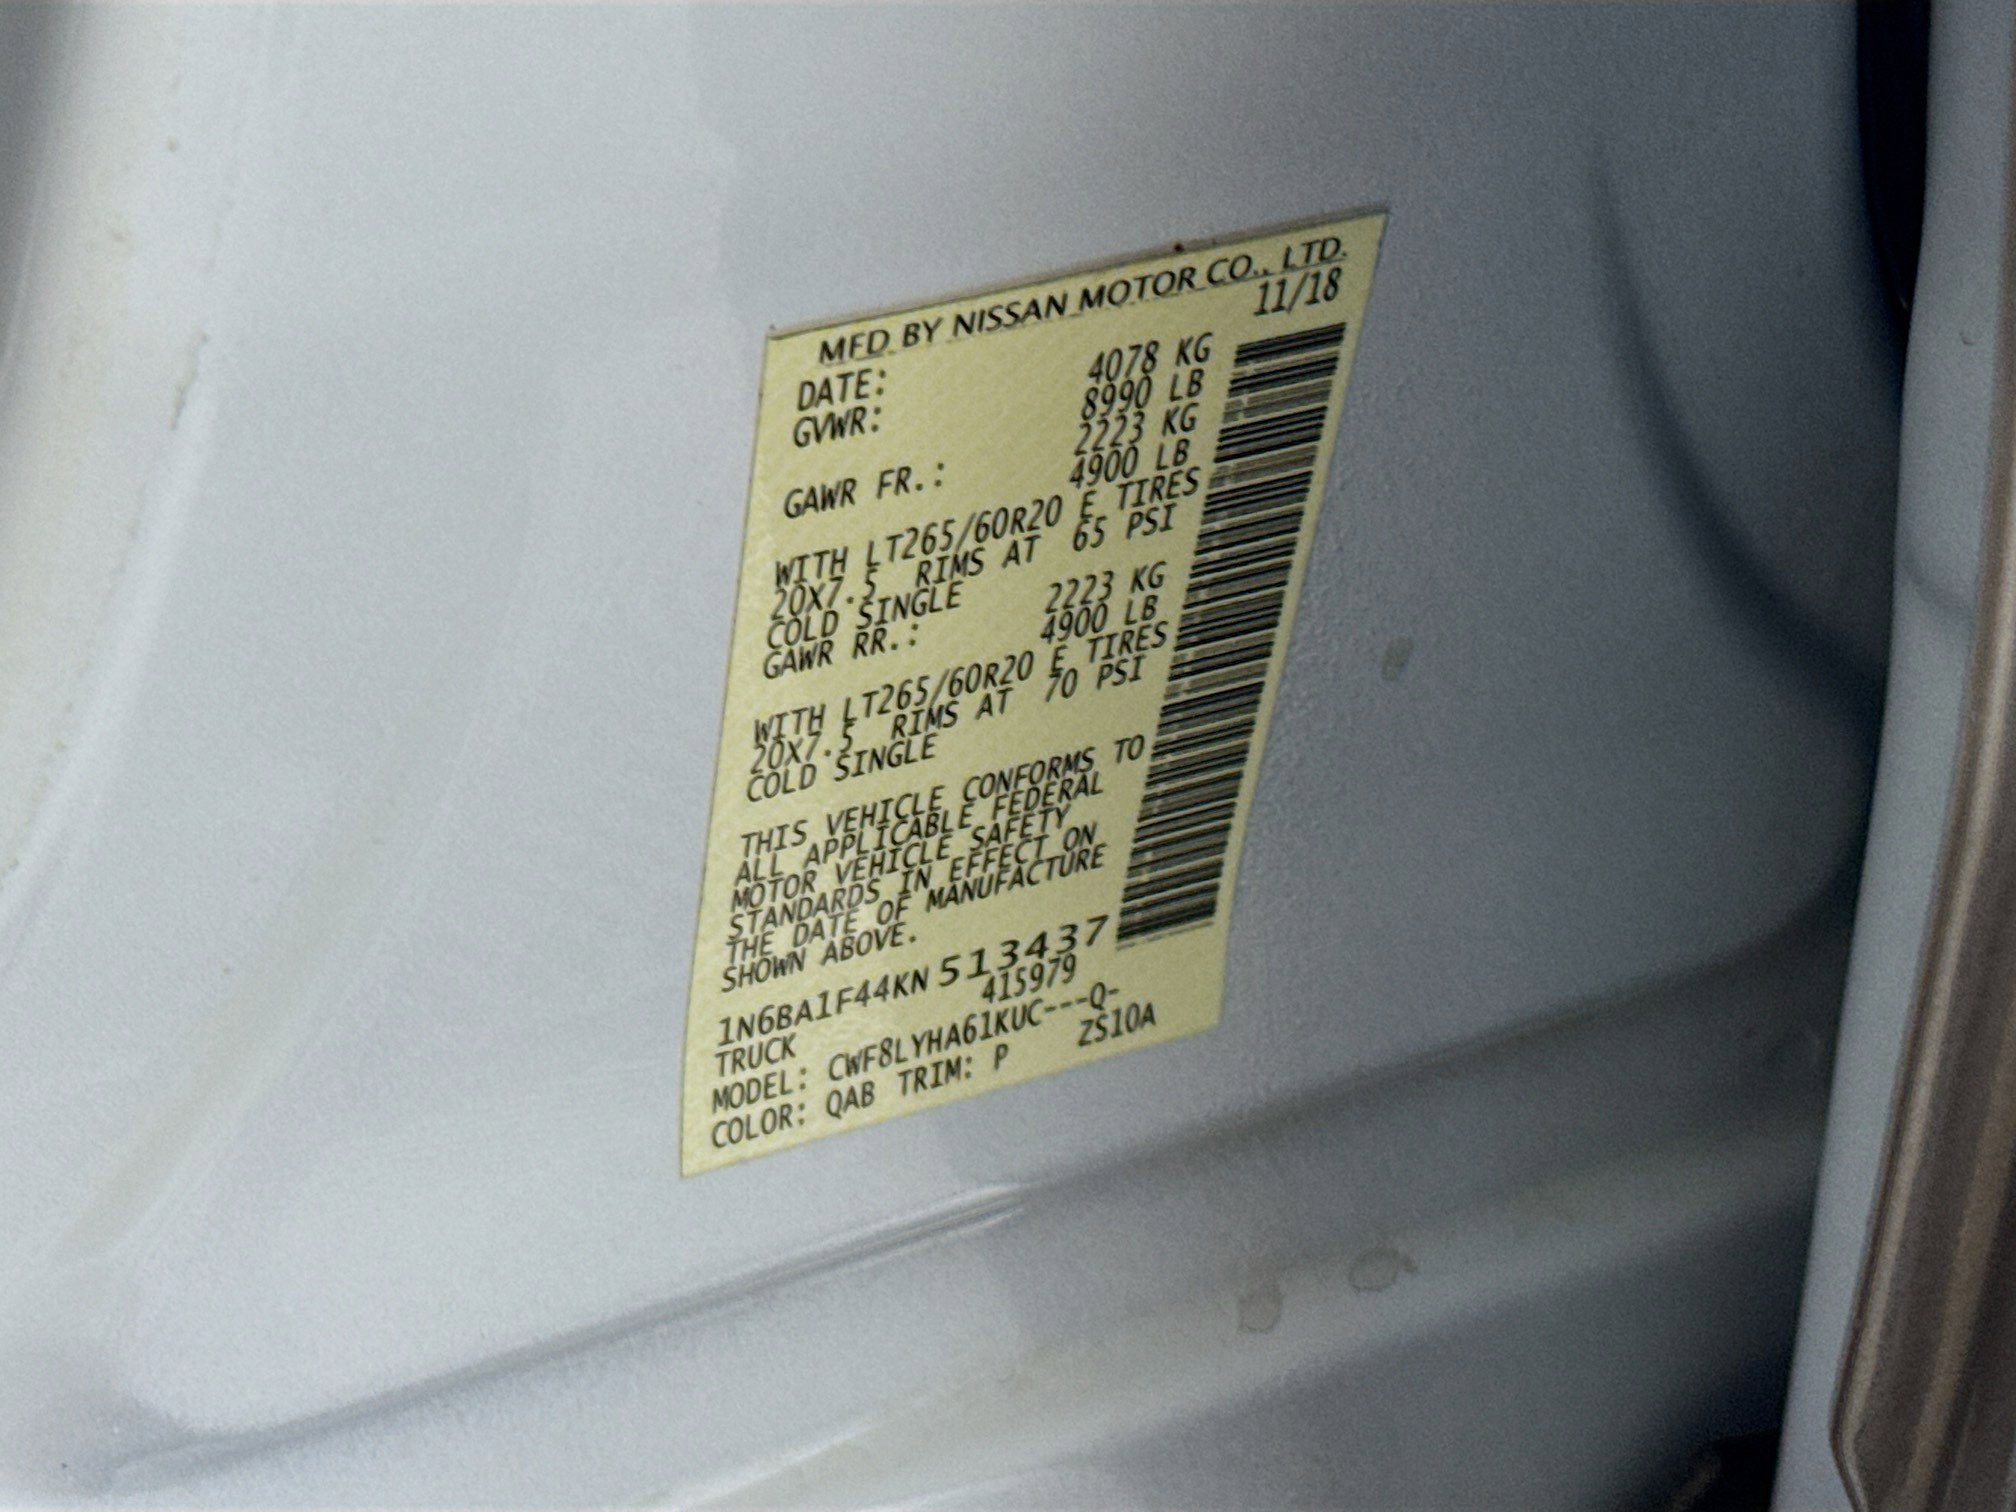 MFD BY NISSAN MOTOR CO., LTD.
DATE: 11/18
GVWR: 4078 KG
8990 LB
GAWR FR.: 2223 KG
4900 LB
WITH LT265/60R20 E TIRES
20X7.5 RIMS AT 65 PSI
COLD SINGLE
GAWR RR.: 2223 KG
4900 LB
WITH LT265/60R20 E TIRES
20X7.5 RIMS AT 70 PSI
COLD SINGLE
THIS VEHICLE CONFORMS TO
ALL APPLICABLE FEDERAL
MOTOR VEHICLE SAFETY
STANDARDS IN EFFECT ON
THE DATE OF MANUFACTURE
SHOWN ABOVE.
1N6BA1F44KN 513437
TRUCK 415979
MODEL: CWF8LYHA61KUC---Q-
COLOR: QAB TRIM: P ZS10A